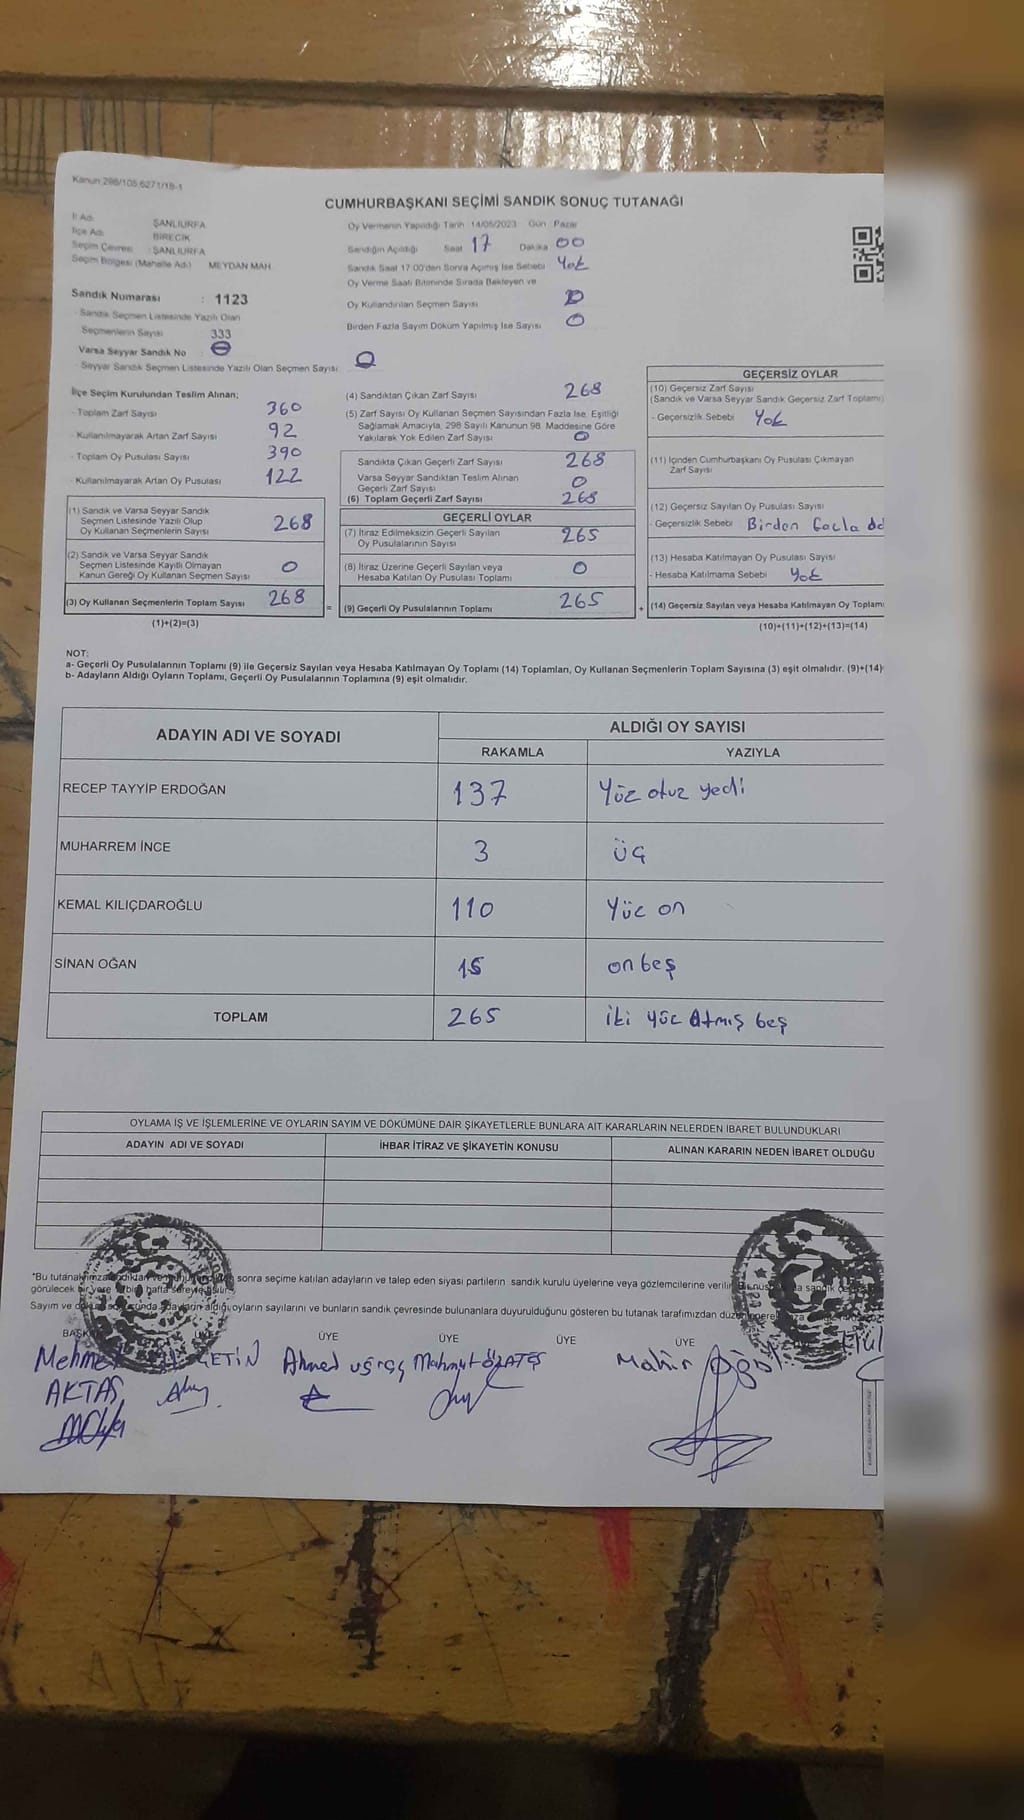 Kanun:298/105 6271/18-1
CUMHURBAŞKANI SEÇİMİ SANDIK SONUÇ TUTANAĞI
İl Adı ŞANLIURFA
İlçe Adı BİRECİK
Seçim Çevresi : ŞANLIURFA
Seçim Bölgesi (Mahalle Adı) MEYDAN MAH.
Sandık Numarası : 1123
- Sandık Seçmen Listesinde Yazılı Olan
Seçmenlerin Sayısı 333
Varsa Seyyar Sandık No 0
- Seyyar Sandık Seçmen Listesinde Yazılı Olan Seçmen Sayısı 0
Oy Vermenin Yapıldığı Tarih 14/05/2023 Gün Pazar
Sandığın Açıldığı Saat 17 Dakika 00
Sandık Saat 17.00'den Sonra Açılmış İse Sebebi Yok
Oy Verme Saati Bitiminde Sırada Bekleyen ve
Oy Kullandırılan Seçmen Sayısı 0
Birden Fazla Sayım Döküm Yapılmış İse Sayısı 0
İlçe Seçim Kurulundan Teslim Alınan;
- Toplam Zarf Sayısı 360
- Kullanılmayarak Artan Zarf Sayısı 92
- Toplam Oy Pusulası Sayısı 390
- Kullanılmayarak Artan Oy Pusulası 122
(1) Sandık ve Varsa Seyyar Sandık
Seçmen Listesinde Yazılı Olup
Oy Kullanan Seçmenlerin Sayısı 268
(2) Sandık ve Varsa Seyyar Sandık
Seçmen Listesinde Kayıtlı Olmayan
Kanun Gereği Oy Kullanan Seçmen Sayısı 0
(3) Oy Kullanan Seçmenlerin Toplam Sayısı 268
(1)+(2)=(3)
(4) Sandıktan Çıkan Zarf Sayısı 268
(5) Zarf Sayısı Oy Kullanan Seçmen Sayısından Fazla İse, Eşitliği
Sağlamak Amacıyla, 298 Sayılı Kanunun 98. Maddesine Göre
Yakılarak Yok Edilen Zarf Sayısı 0
Sandıkta Çıkan Geçerli Zarf Sayısı 268
Varsa Seyyar Sandıktan Teslim Alınan
Geçerli Zarf Sayısı 0
(6) Toplam Geçerli Zarf Sayısı 268
GEÇERLİ OYLAR
(7) İtiraz Edilmeksizin Geçerli Sayılan
Oy Pusulalarının Sayısı 265
(8) İtiraz Üzerine Geçerli Sayılan veya
Hesaba Katılan Oy Pusulası Toplamı 0
= (9) Geçerli Oy Pusulalarının Toplamı 265 +
GEÇERSİZ OYLAR
(10) Geçersiz Zarf Sayısı
(Sandık ve Varsa Seyyar Sandık Geçersiz Zarf Toplamı)
- Geçersizlik Sebebi Yok
(11) İçinden Cumhurbaşkanı Oy Pusulası Çıkmayan
Zarf Sayısı
(12) Geçersiz Sayılan Oy Pusulası Sayısı
- Geçersizlik Sebebi Birden fazla
(13) Hesaba Katılmayan Oy Pusulası Sayısı
- Hesaba Katılmama Sebebi Yok
(14) Geçersiz Sayılan veya Hesaba Katılmayan Oy Toplamı
(10)+(11)+(12)+(13)=(14)
NOT:
a- Geçerli Oy Pusulalarının Toplamı (9) ile Geçersiz Sayılan veya Hesaba Katılmayan Oy Toplamı (14) Toplamları, Oy Kullanan Seçmenlerin Toplam Sayısına (3) eşit olmalıdır. (9)+(14)
b- Adayların Aldığı Oyların Toplamı, Geçerli Oy Pusulalarının Toplamına (9) eşit olmalıdır.
ADAYIN ADI VE SOYADI ALDIĞI OY SAYISI
RAKAMLA YAZIYLA
RECEP TAYYİP ERDOĞAN 137 Yüz otuz yedi
MUHARREM İNCE 3 üç
KEMAL KILIÇDAROĞLU 110 Yüz on
SİNAN OĞAN 15 on beş
TOPLAM 265 iki yüz atmış beş
OYLAMA İŞ VE İŞLEMLERİNE VE OYLARIN SAYIM VE DÖKÜMÜNE DAİR ŞİKAYETLERLE BUNLARA AİT KARARLARIN NELERDEN İBARET BULUNDUKLARI
ADAYIN ADI VE SOYADI İHBAR İTİRAZ VE ŞİKAYETİN KONUSU ALINAN KARARIN NEDEN İBARET OLDUĞU
"Bu tutanak sonra seçime katılan adayların ve talep eden siyasi partilerin sandık kurulu üyelerine veya gözlemcilerine
görülecek bir yere bir hafta süreyle asılır.
Sayım ve adayların aldığı oyların sayılarını ve bunların sandık çevresinde bulunanlara duyurulduğunu gösteren bu tutanak tarafımızdan
ÜYE ÜYE ÜYE ÜYE
Mehmet ÇETİN Ahmed uğraş Mahmut ÖZATEŞ Mahir
AKTAŞ